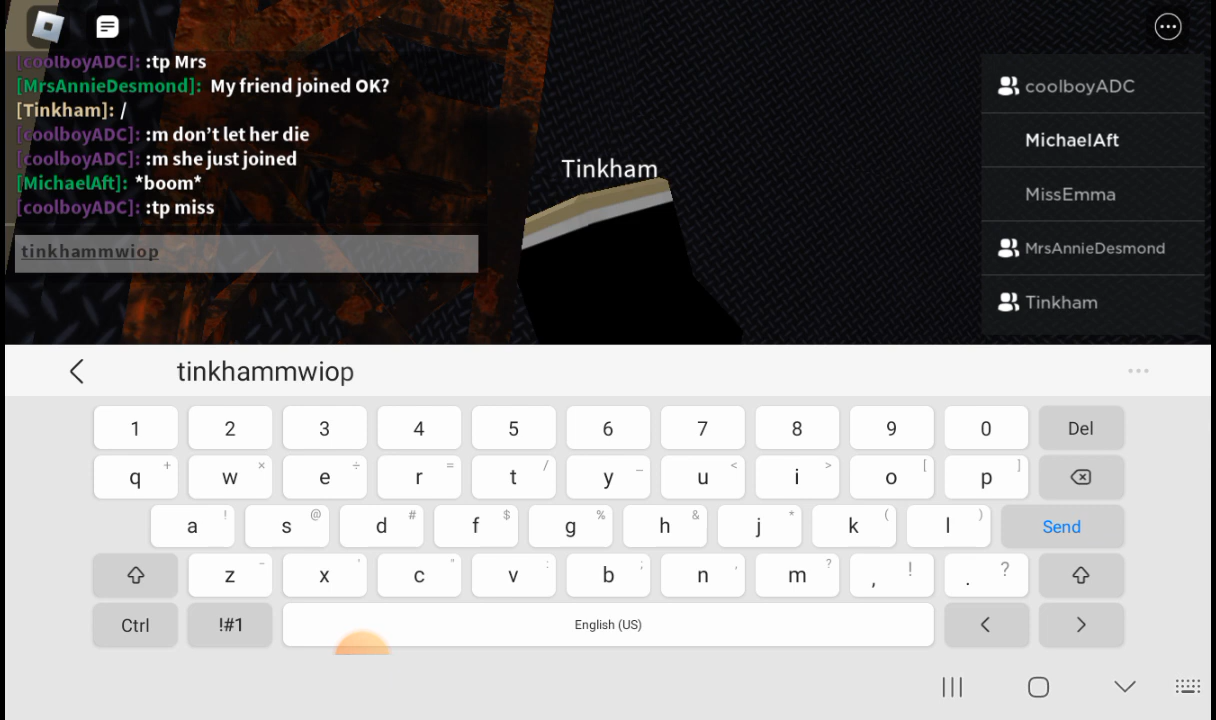 [coolboyADC]: :tp Mrs
[MrsAnnieDesmond]: My friend joined OK?
[Tinkham]: /
[coolboyADC]: :m don't let her die
[coolboyADC]: :m she just joined
[MichaelAft]: *boom*
[coolboyADC]: :tp miss
tinkhammwiop
Tinkham
coolboyADC
MichaelAft
MissEmma
MrsAnnieDesmond
Tinkham
tinkhammwiop
1 2 3 4 5 6 7 8 9 0 Del
q + w × e ÷ r = t / y _ u < i > o [ p ]
a ! s @ d # f $ g % h & j * k ( l ) Send
z - x ' c " v : b ; n , m ? , ! . ?
Ctrl !#1 English (US) < >